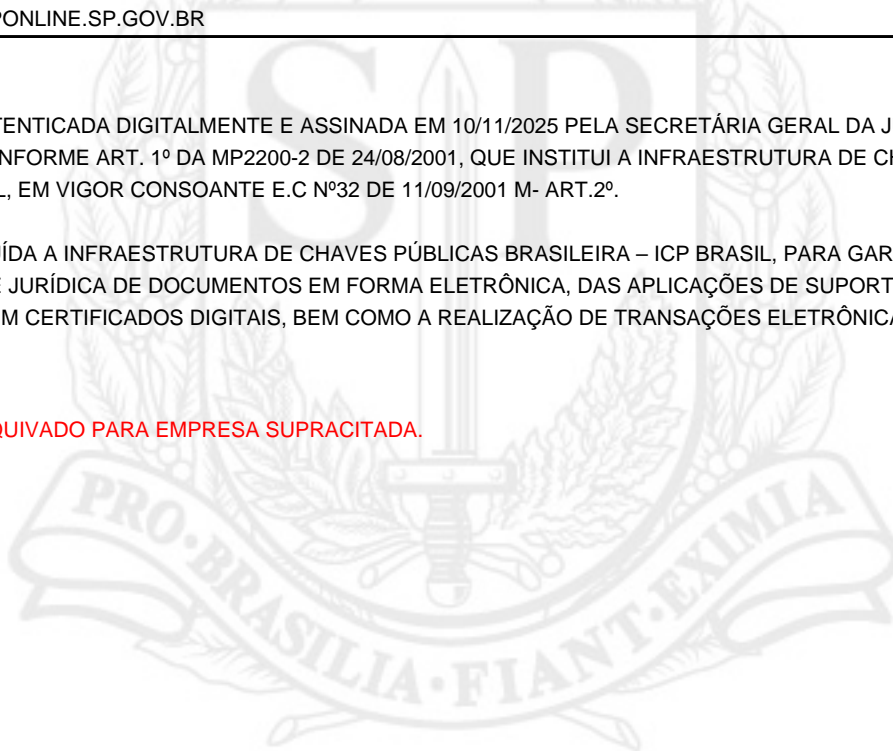 PONLINE.SP.GOV.BR
TENTICADA DIGITALMENTE E ASSINADA EM 10/11/2025 PELA SECRETÁRIA GERAL DA J
NFORME ART. 1º DA MP2200-2 DE 24/08/2001, QUE INSTITUI A INFRAESTRUTURA DE CH
L, EM VIGOR CONSOANTE E.C Nº32 DE 11/09/2001 M- ART.2º.
UÍDA A INFRAESTRUTURA DE CHAVES PÚBLICAS BRASILEIRA – ICP BRASIL, PARA GAR
E JURÍDICA DE DOCUMENTOS EM FORMA ELETRÔNICA, DAS APLICAÇÕES DE SUPORT
EM CERTIFICADOS DIGITAIS, BEM COMO A REALIZAÇÃO DE TRANSAÇÕES ELETRÔNICA
QUIVADO PARA EMPRESA SUPRACITADA.
SP
PRO·BRASILIA·FIANT·EXIMIA